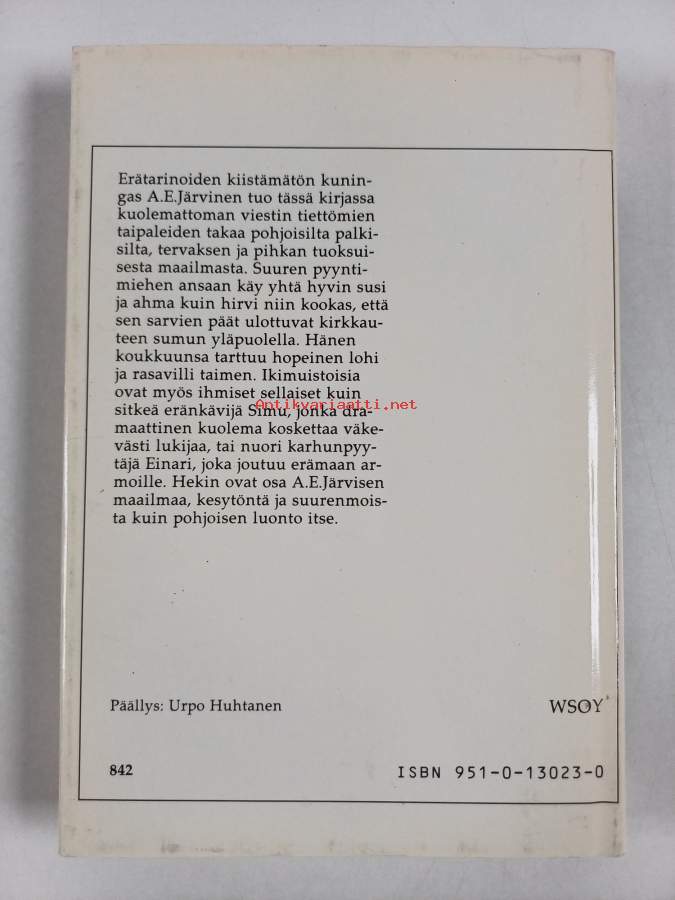 Erätarinoiden kiistämätön kunin-
gas A.E.Järvinen tuo tässä kirjassa
kuolemattoman viestin tiettömien
taipaleiden takaa pohjoisilta palki-
silta, tervaksen ja pihkan tuoksui-
sesta maailmasta. Suuren pyynti-
miehen ansaan käy yhtä hyvin susi
ja ahma kuin hirvi niin kookas, että
sen sarvien päät ulottuvat kirkkau-
teen sumun yläpuolella. Hänen
koukkuunsa tarttuu hopeinen lohi
ja rasavilli taimen. Ikimuistoisia
ovat myös ihmiset sellaiset kuin
sitkeä eränkävijä Simu, jonka dra-
Antikvariaatti.net
maattinen kuolema koskettaa väke-
västi lukijaa, tai nuori karhunpyy-
täjä Einari, joka joutuu erämaan ar-
moille. Hekin ovat osa A.E.Järvisen
maailmaa, kesytöntä ja suurenmois-
ta kuin pohjoisen luonto itse.
Päällys: Urpo Huhtanen
WSOY
842
ISBN 951-0-13023-0